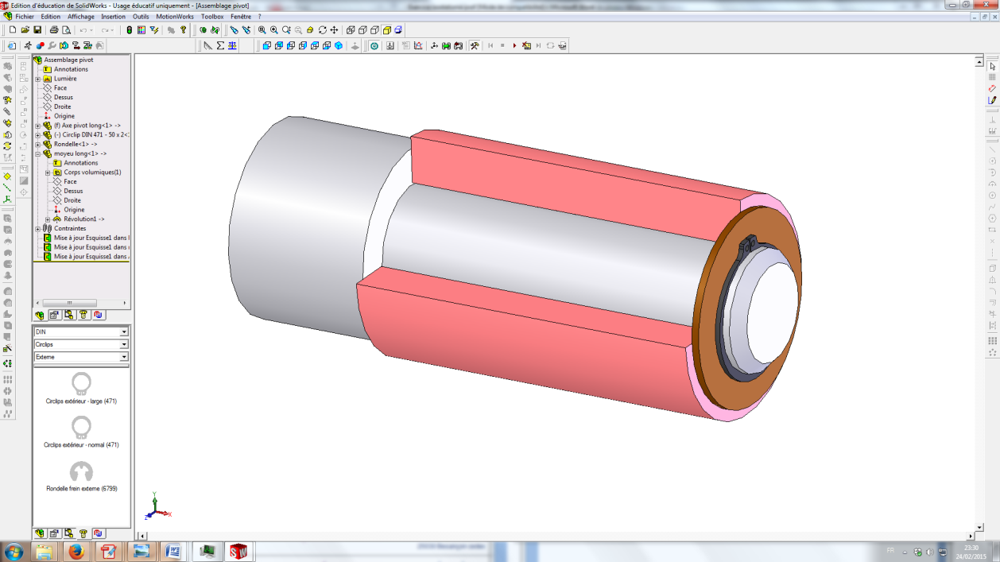 Edition d'éducation de SolidWorks - Usage éducatif uniquement - [Assemblage pivot]
Fichier Edition Affichage Insertion Outils MotionWorks Toolbox Fenêtre ?
Assemblage pivot
Annotations
Lumière
Face
Dessus
Droite
Origine
(f) Axe pivot long<1> ->
(-) Circlip DIN 471 - 50 x 2<
Rondelle<1> ->
moyeu long<1> ->
Annotations
Corps volumiques(1)
Face
Dessus
Droite
Origine
Révolution1 ->
Contraintes
Mise à jour Esquisse1 dans
Mise à jour Esquisse1 dans
Mise à jour Esquisse1 dans
DIN
Circlips
Externe
Circlips extérieur - large (471)
Circlips extérieur - normal (471)
Rondelle frein externe (6799)
Y
X
Z
FR
23:30
24/02/2015